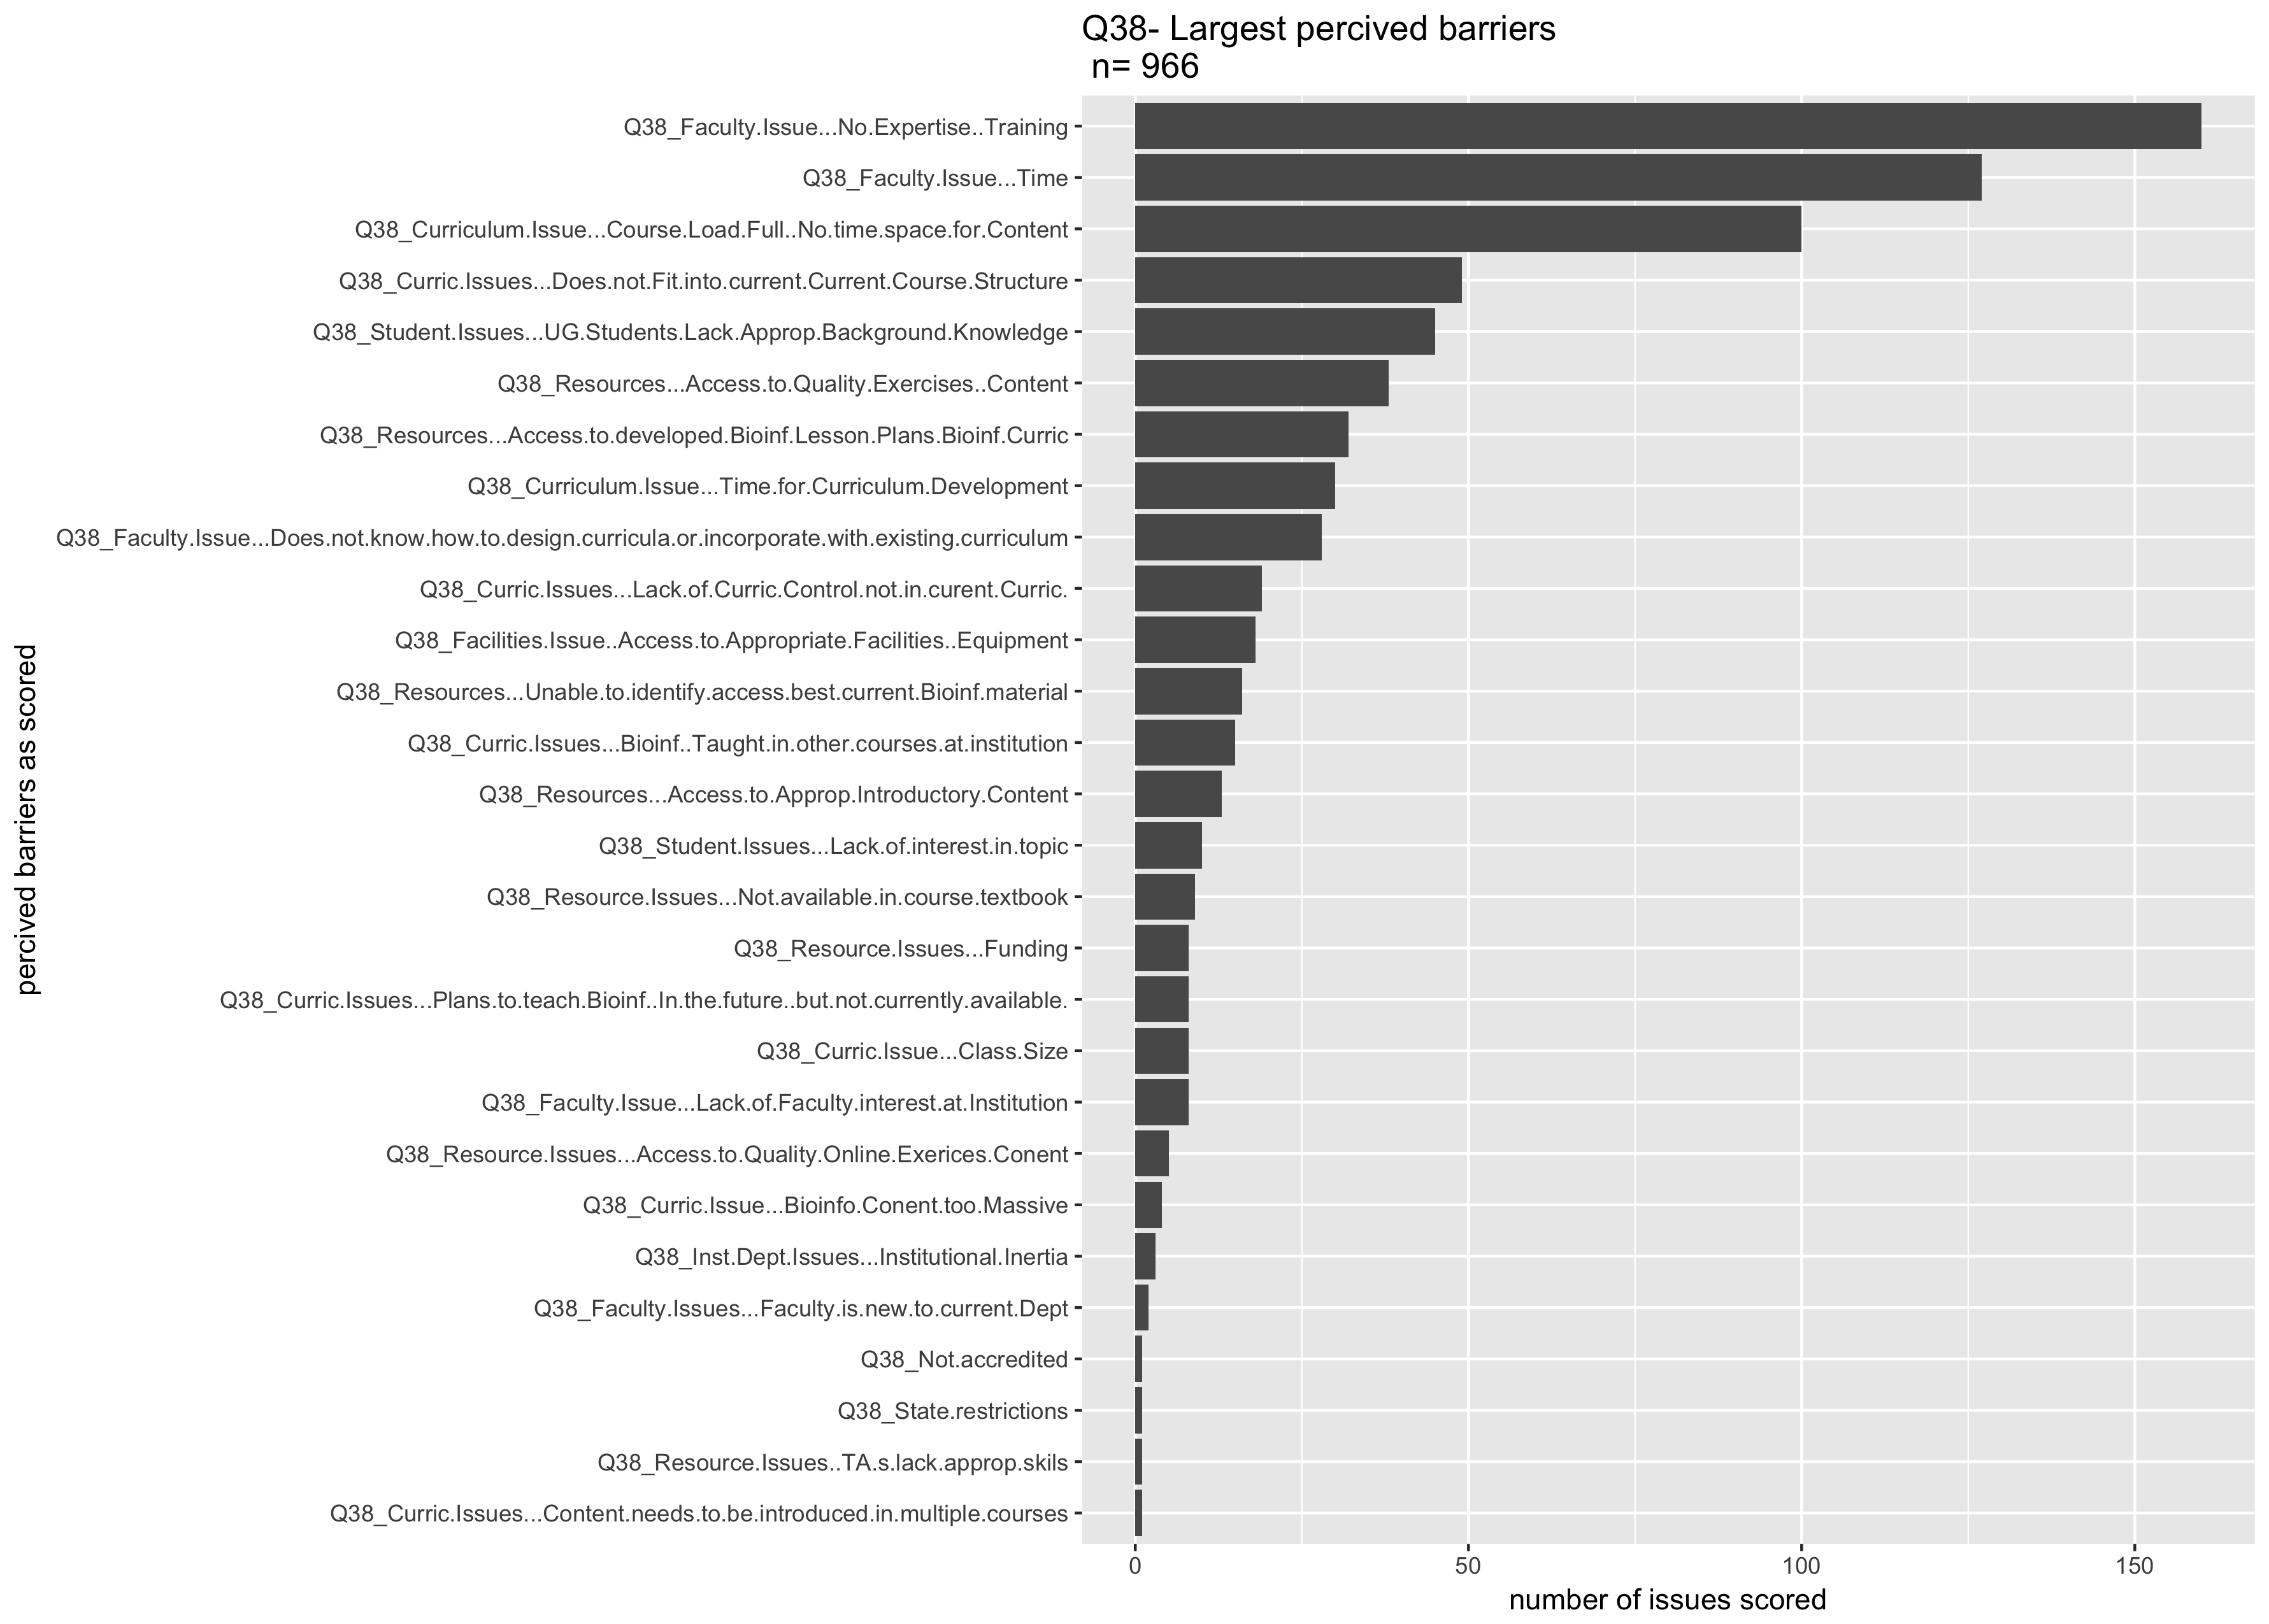 Q38- Largest percived barriers
n= 966
Q38_Faculty.Issue...No.Expertise..Training
Q38_Faculty.Issue...Time
Q38_Curriculum.Issue...Course.Load.Full..No.time.space.for.Content
Q38_Curric.Issues...Does.not.Fit.into.current.Current.Course.Structure
Q38_Student.Issues...UG.Students.Lack.Approp.Background.Knowledge
Q38_Resources...Access.to.Quality.Exercises..Content
Q38_Resources...Access.to.developed.Bioinf.Lesson.Plans.Bioinf.Curric
Q38_Curriculum.Issue...Time.for.Curriculum.Development
Q38_Faculty.Issue...Does.not.know.how.to.design.curricula.or.incorporate.with.existing.curriculum
Q38_Curric.Issues...Lack.of.Curric.Control.not.in.curent.Curric.
Q38_Facilities.Issue..Access.to.Appropriate.Facilities..Equipment
Q38_Resources...Unable.to.identify.access.best.current.Bioinf.material
Q38_Curric.Issues...Bioinf..Taught.in.other.courses.at.institution
Q38_Resources...Access.to.Approp.Introductory.Content
Q38_Student.Issues...Lack.of.interest.in.topic
Q38_Resource.Issues...Not.available.in.course.textbook
Q38_Resource.Issues...Funding
Q38_Curric.Issues...Plans.to.teach.Bioinf..In.the.future..but.not.currently.available.
Q38_Curric.Issue...Class.Size
Q38_Faculty.Issue...Lack.of.Faculty.interest.at.Institution
Q38_Resource.Issues...Access.to.Quality.Online.Exerices.Conent
Q38_Curric.Issue...Bioinfo.Conent.too.Massive
Q38_Inst.Dept.Issues...Institutional.Inertia
Q38_Faculty.Issues...Faculty.is.new.to.current.Dept
Q38_Not.accredited
Q38_State.restrictions
Q38_Resource.Issues..TA.s.lack.approp.skils
Q38_Curric.Issues...Content.needs.to.be.introduced.in.multiple.courses
percived barriers as scored
0 50 100 150
number of issues scored